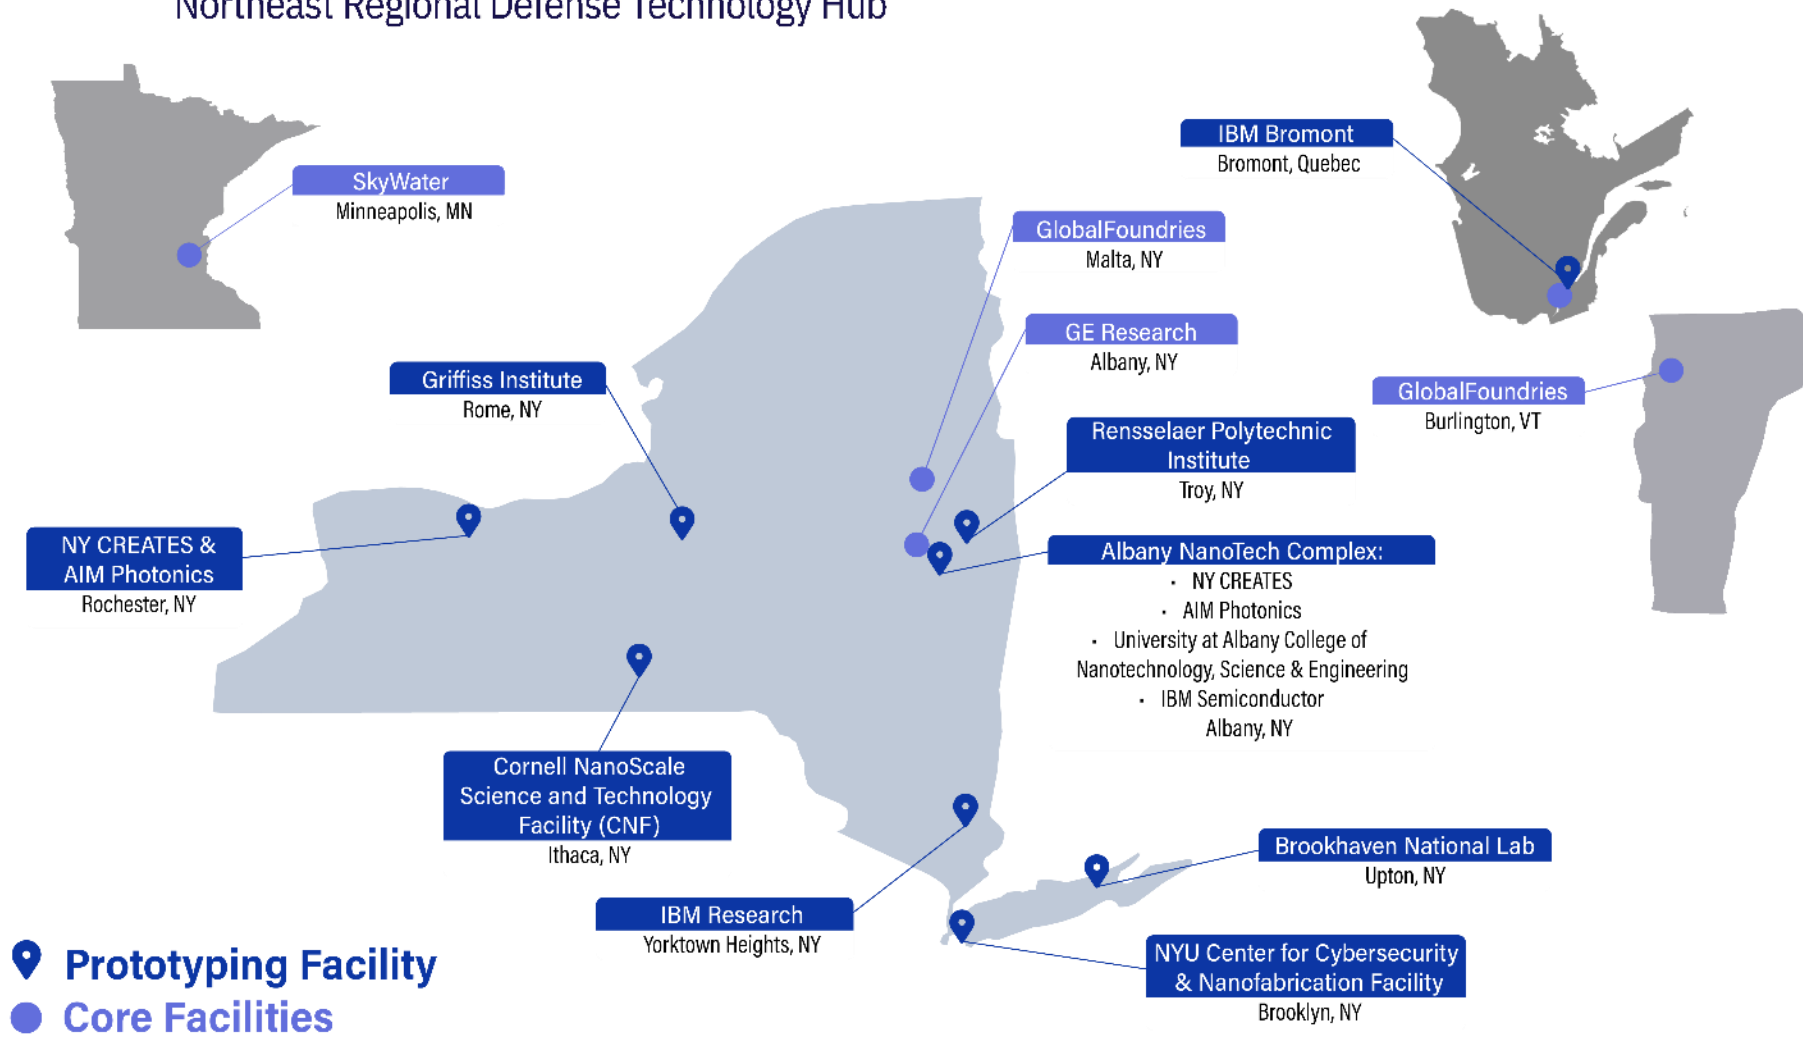 Northeast Regional Defense Technology Hub
SkyWater
Minneapolis, MN
IBM Bromont
Bromont, Quebec
GlobalFoundries
Malta, NY
GE Research
Albany, NY
GlobalFoundries
Burlington, VT
Griffiss Institute
Rome, NY
Rensselaer Polytechnic
Institute
Troy, NY
NY CREATES &
AIM Photonics
Rochester, NY
Albany NanoTech Complex:
· NY CREATES
· AIM Photonics
· University at Albany College of
Nanotechnology, Science & Engineering
· IBM Semiconductor
Albany, NY
Cornell NanoScale
Science and Technology
Facility (CNF)
Ithaca, NY
IBM Research
Yorktown Heights, NY
Brookhaven National Lab
Upton, NY
NYU Center for Cybersecurity
& Nanofabrication Facility
Brooklyn, NY
Prototyping Facility
Core Facilities